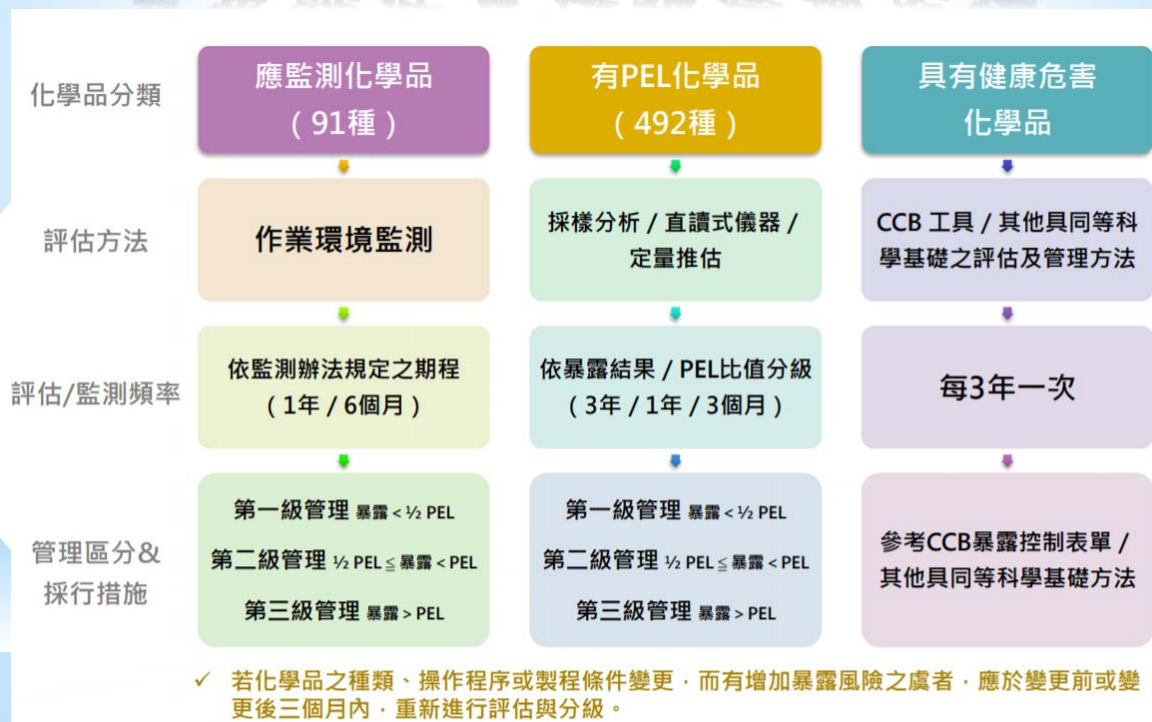 化學品分類
應監測化學品
（91種）
有PEL化學品
（492種）
具有健康危害
化學品
評估方法
作業環境監測
採樣分析 / 直讀式儀器 /
定量推估
CCB 工具 / 其他具同等科
學基礎之評估及管理方法
評估/監測頻率
依監測辦法規定之期程
（1年 / 6個月）
依暴露結果 / PEL比值分級
（3年 / 1年 / 3個月）
每3年一次
管理區分&
採行措施
第一級管理 暴露 < ½ PEL
第二級管理 ½ PEL ≦ 暴露 < PEL
第三級管理 暴露 > PEL
第一級管理 暴露 < ½ PEL
第二級管理 ½ PEL ≦ 暴露 < PEL
第三級管理 暴露 > PEL
參考CCB暴露控制表單 /
其他具同等科學基礎方法
✓ 若化學品之種類、操作程序或製程條件變更，而有增加暴露風險之虞者，應於變更前或變
更後三個月內，重新進行評估與分級。